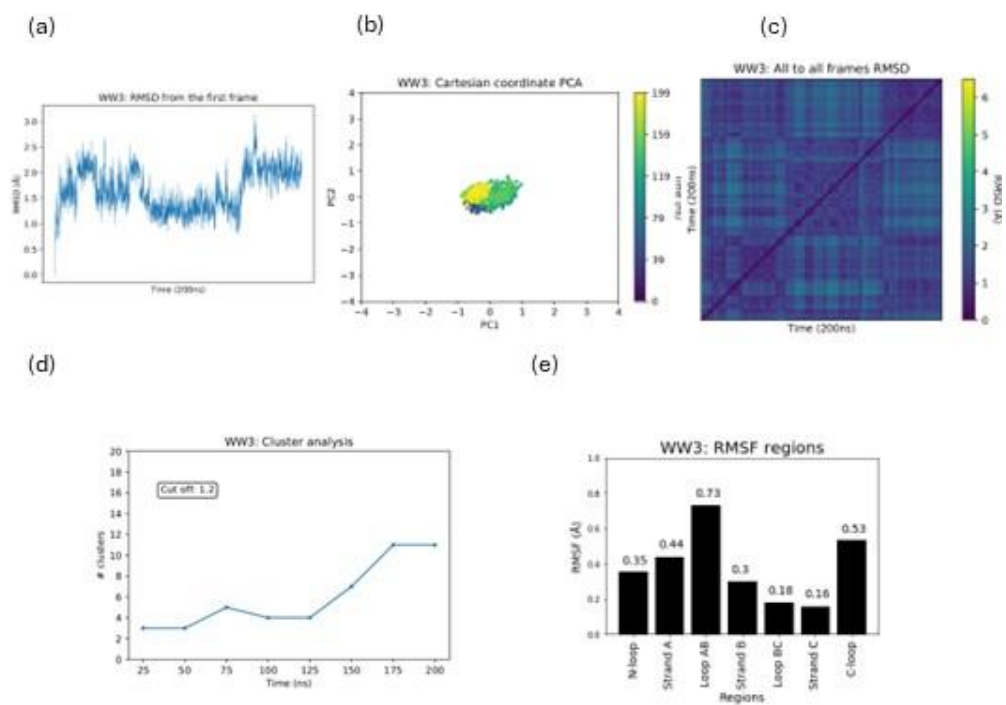 (a)
(b)
(c)
WW3: RMSD from the first frame
RMSD (Å)
3.0
2.5
2.0
1.5
1.0
0.5
0.0
Time (200ns)
WW3: Cartesian coordinate PCA
PC2
4
3
2
1
0
−1
−2
−3
−4
−4 −3 −2 −1 0 1 2 3 4
PC1
199
159
119
79
39
0
WW3: All to all frames RMSD
Time (200ns)
Time (200ns)
6
5
4
3
2
1
0
RMSD (Å)
(d)
(e)
WW3: Cluster analysis
Cut off: 1.2
# clusters
20
18
16
14
12
10
8
6
4
2
0
25 50 75 100 125 150 175 200
Time (ns)
WW3: RMSF regions
RMSF (Å)
1.0
0.8
0.6
0.4
0.2
0.0
0.35
0.44
0.73
0.3
0.18
0.16
0.53
N-loop
Strand A
Loop AB
Strand B
Loop BC
Strand C
C-loop
Regions